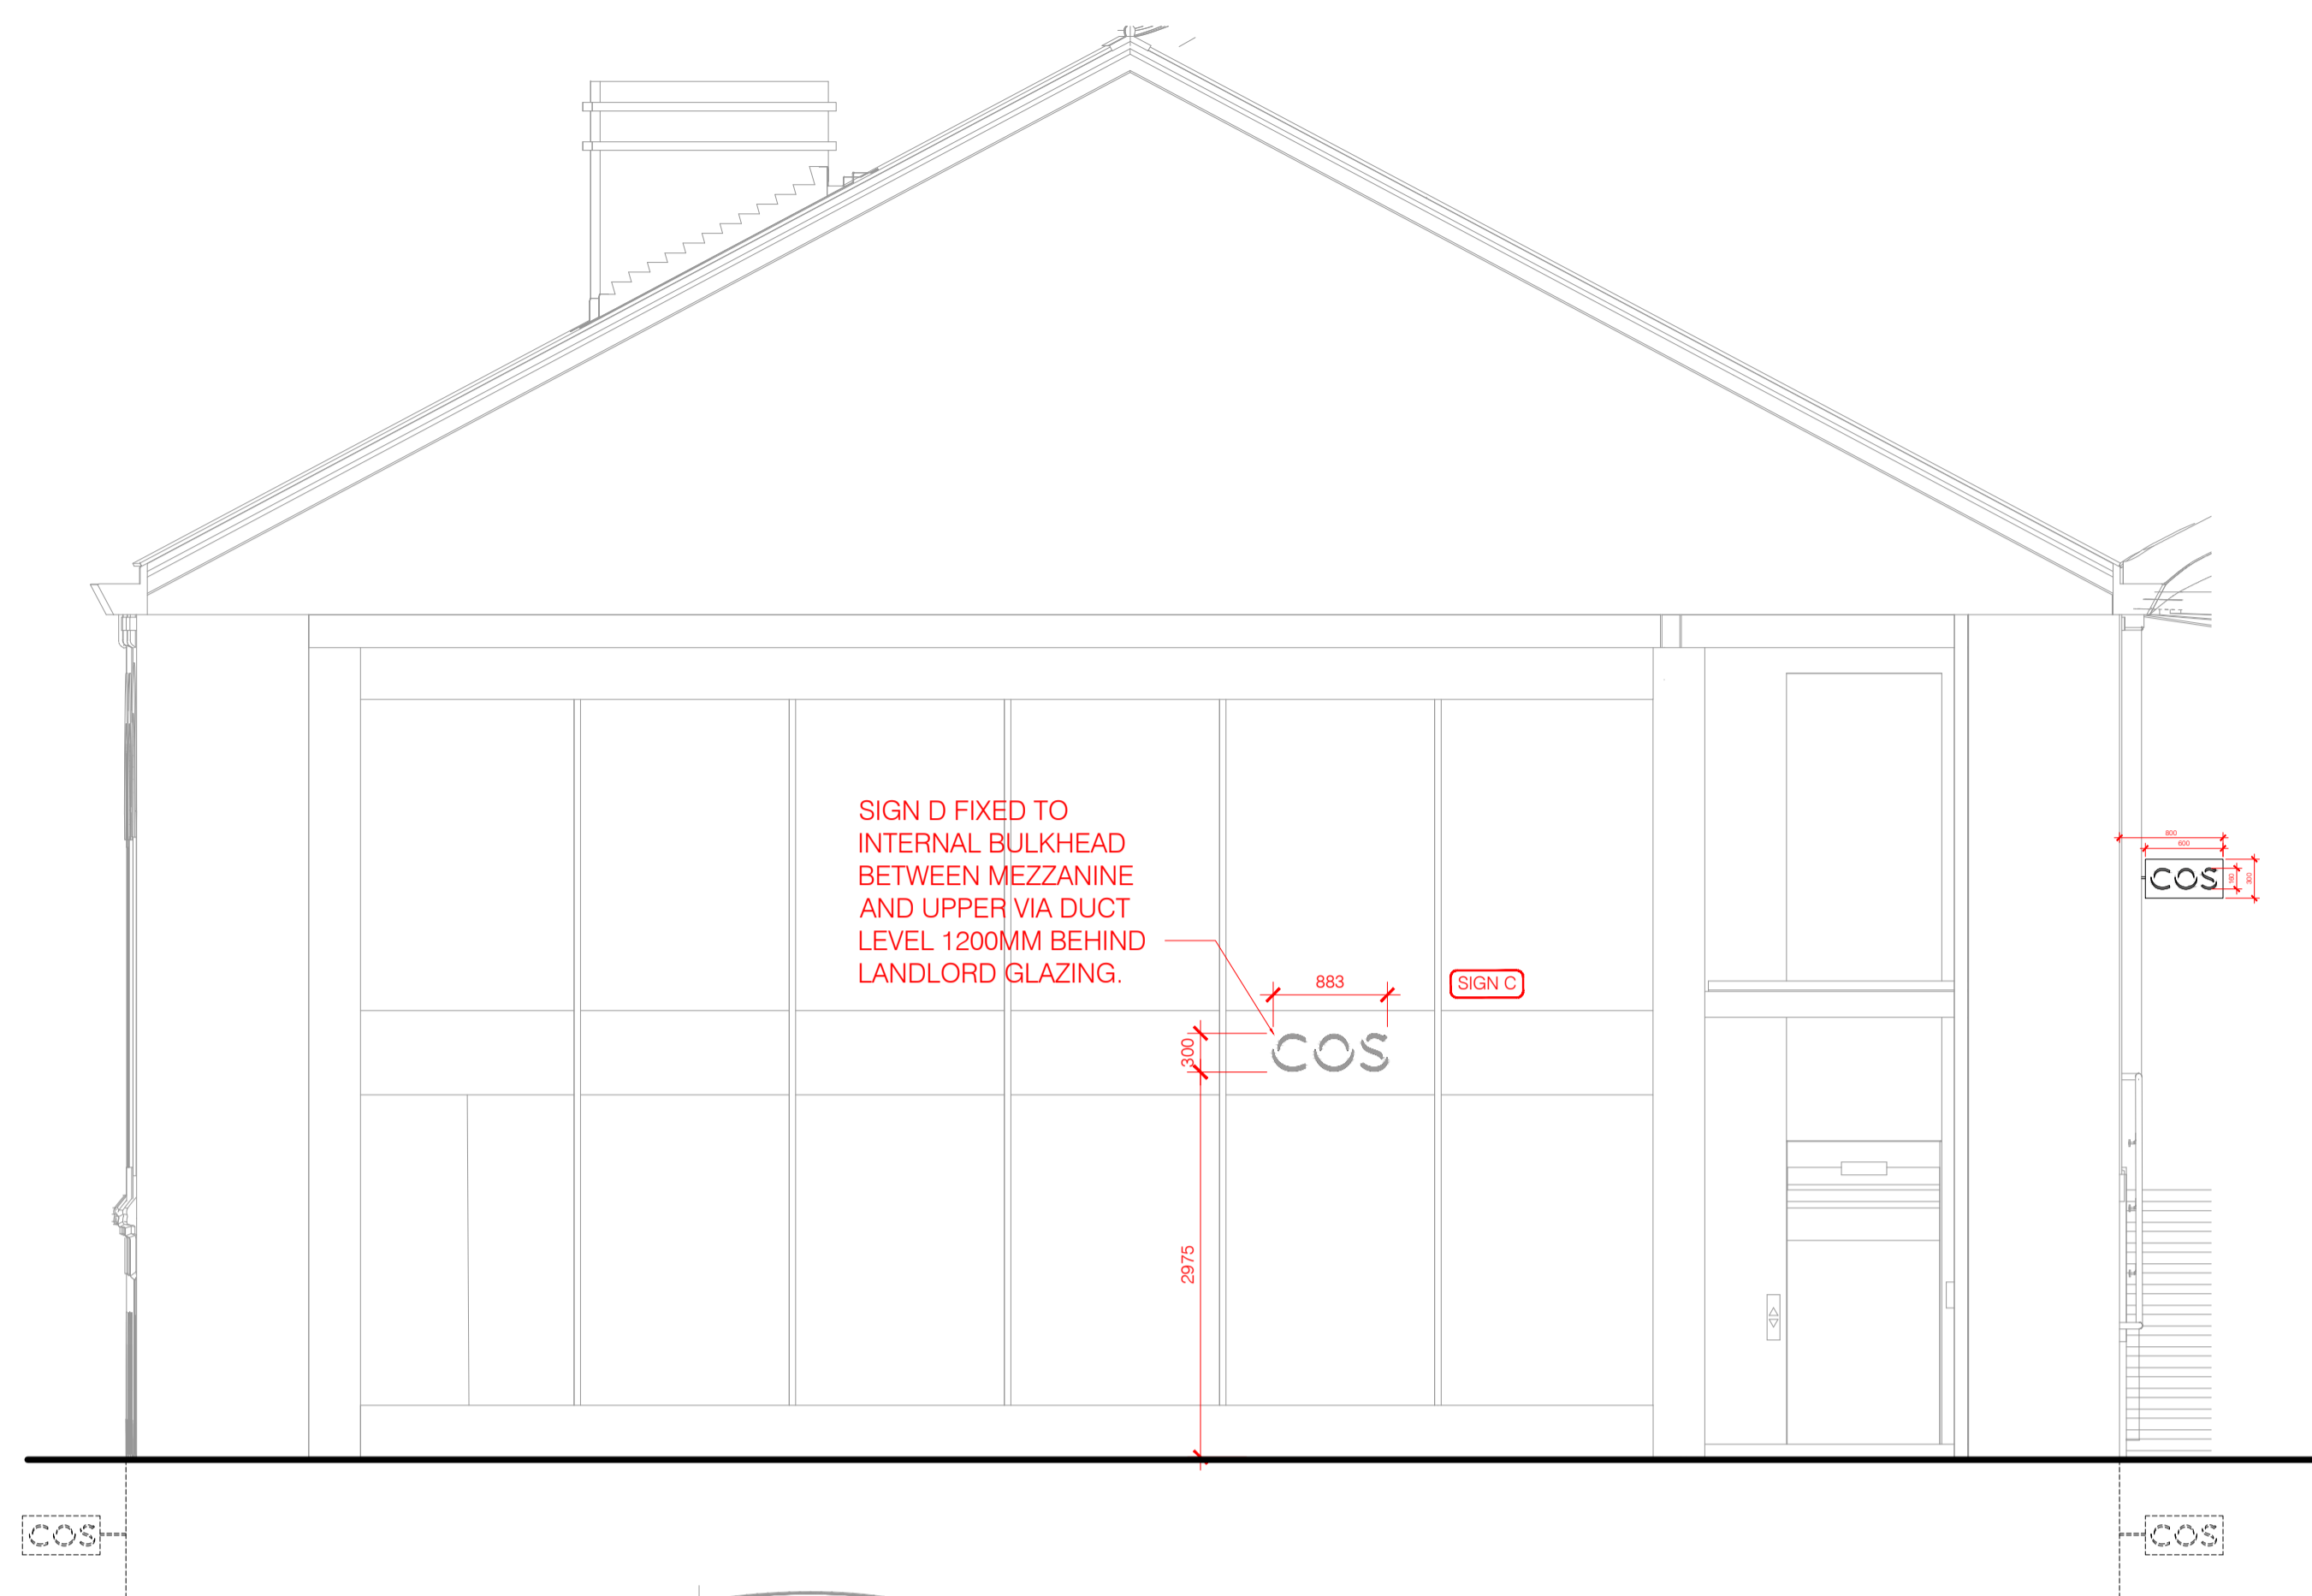 SIGN D FIXED TO
INTERNAL BULKHEAD
BETWEEN MEZZANINE
AND UPPER VIA DUCT
LEVEL 1200MM BEHIND
LANDLORD GLAZING.
800
600
COS
160
300
883
SIGN C
300
COS
2975
COS
COS